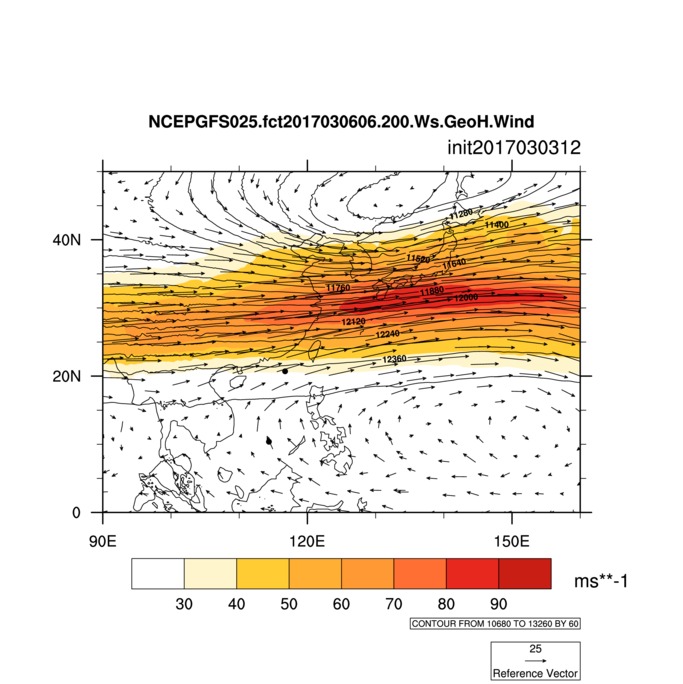 NCEPGFS025.fct2017030606.200.Ws.GeoH.Wind
init2017030312
11280
11400
40N
11520
11640
11760
11880
12000
12120
12240
12360
20N
0
90E 120E 150E
ms**-1
30 40 50 60 70 80 90
CONTOUR FROM 10680 TO 13260 BY 60
25
Reference Vector